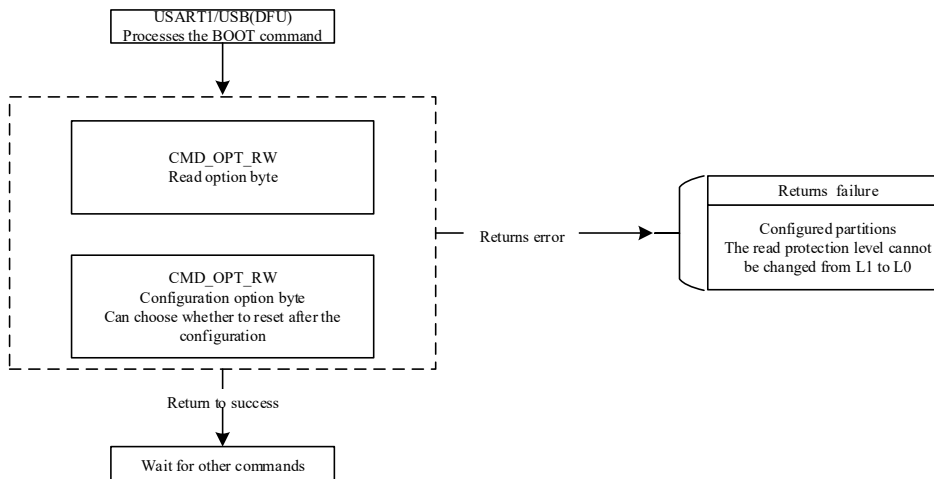 USART1/USB(DFU)
Processes the BOOT command
CMD_OPT_RW
Read option byte
CMD_OPT_RW
Configuration option byte
Can choose whether to reset after the
configuration
Returns error
Returns failure
Configured partitions
The read protection level cannot
be changed from L1 to L0
Return to success
Wait for other commands